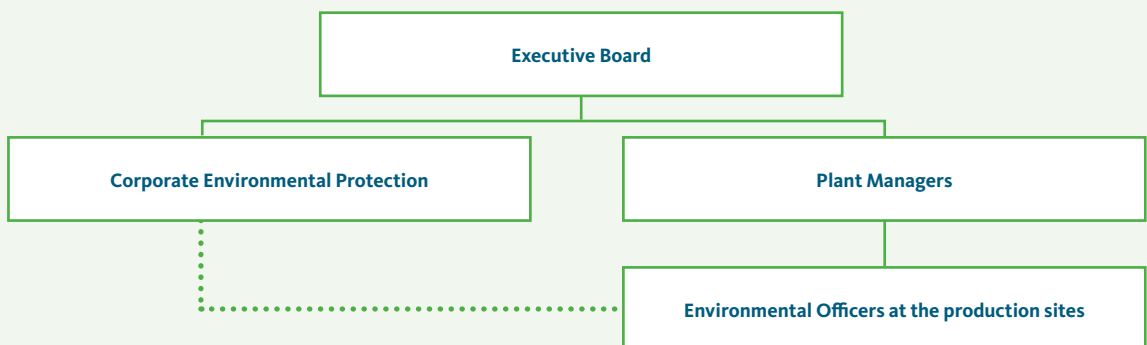 Executive Board
Corporate Environmental Protection
Plant Managers
Environmental Officers at the production sites